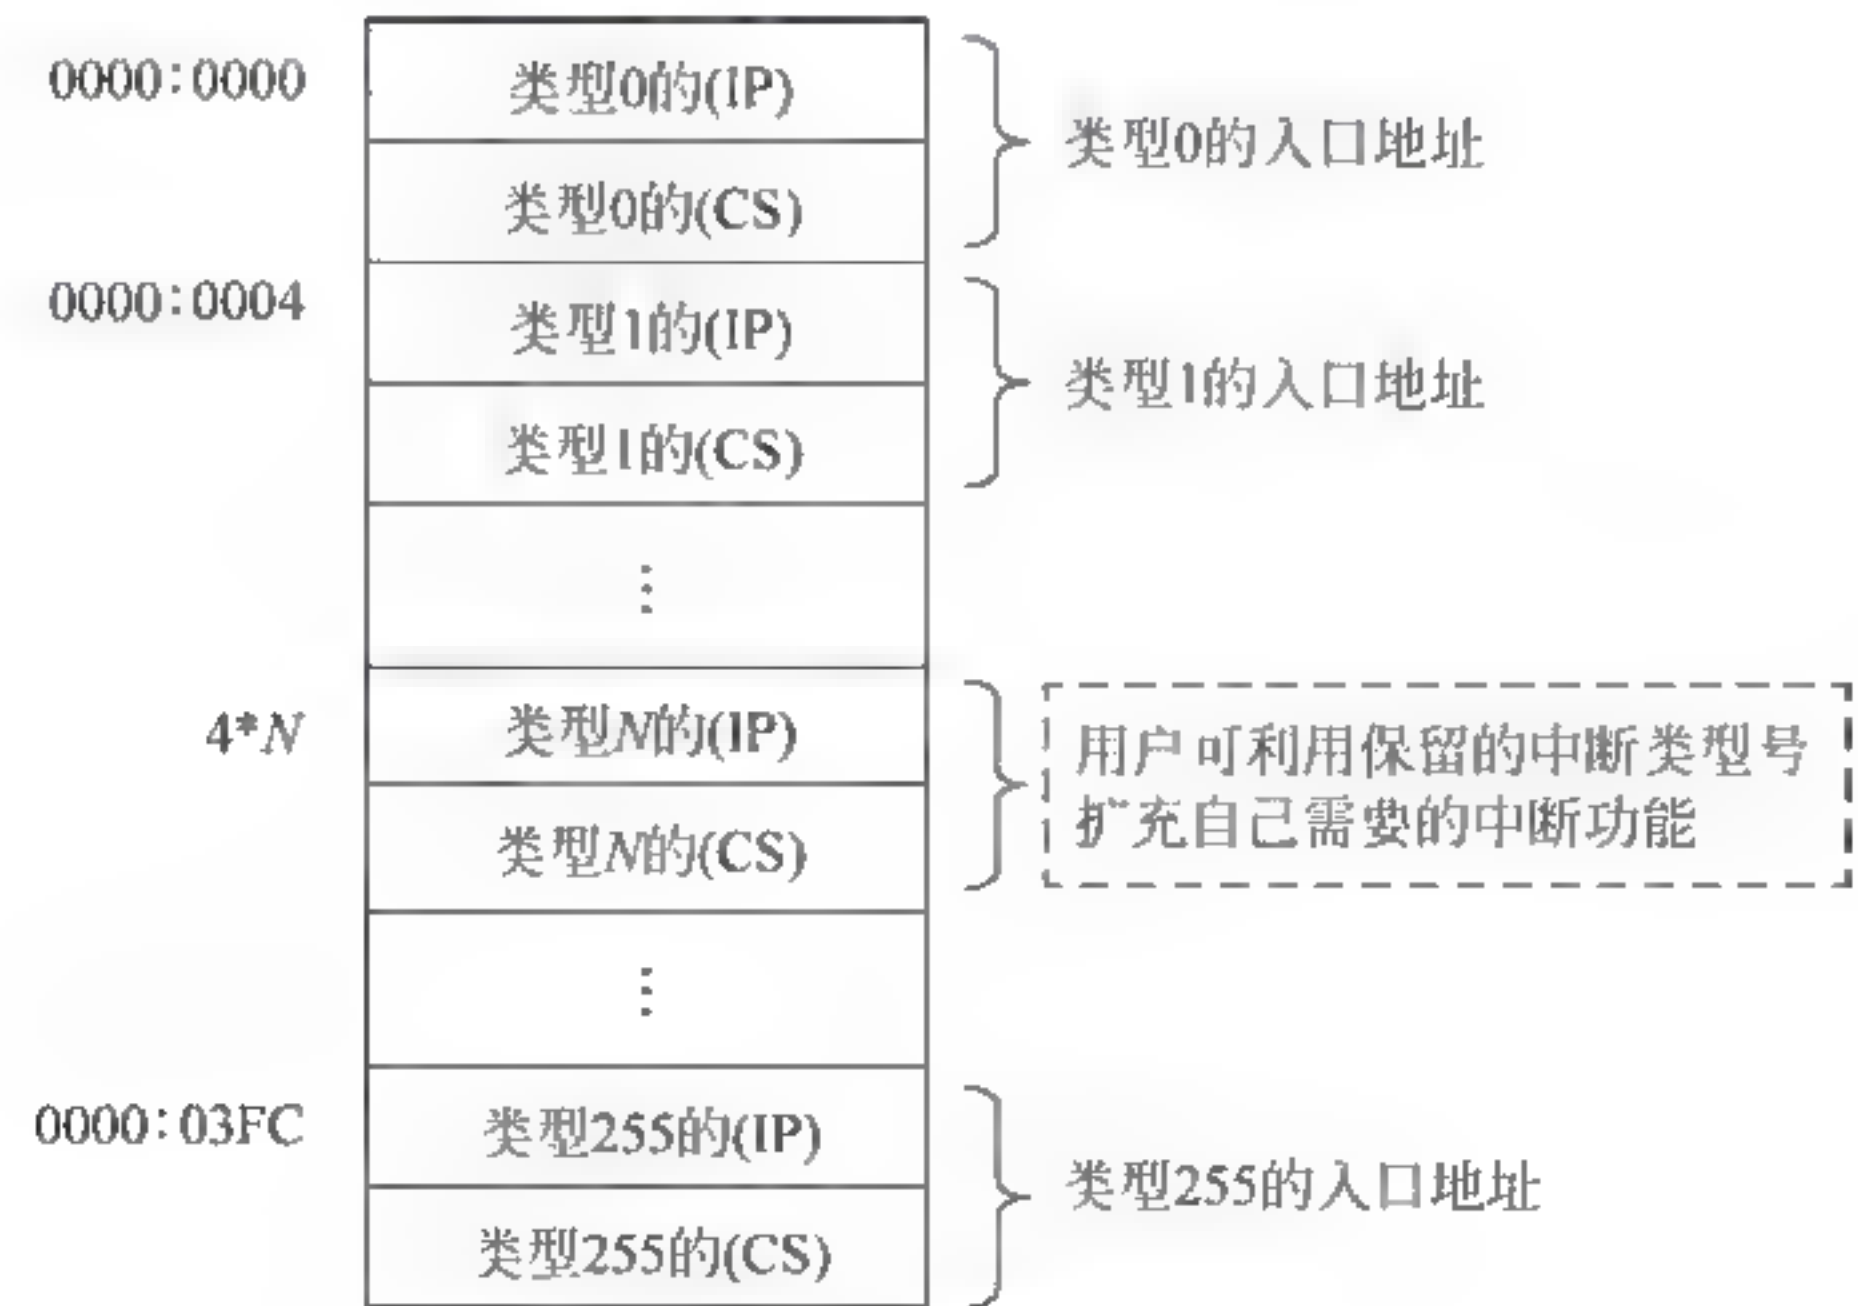 0000:0000
类型0的(IP)
类型0的(CS)
类型0的入口地址
0000:0004
类型1的(IP)
类型1的(CS)
类型1的入口地址
⋮
4*N
类型N的(IP)
类型N的(CS)
用户可利用保留的中断类型号
扩充自己需要的中断功能
⋮
0000:03FC
类型255的(IP)
类型255的(CS)
类型255的入口地址